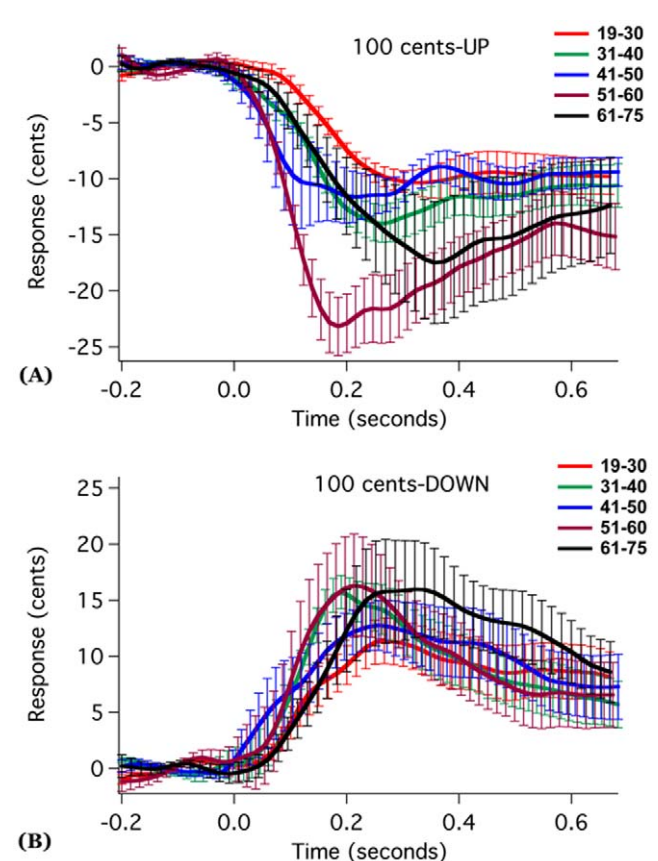 100 cents-UP
19-30
31-40
41-50
51-60
61-75
Response (cents)
0
-5
-10
-15
-20
-25
-0.2 0.0 0.2 0.4 0.6
Time (seconds)
(A)
100 cents-DOWN
19-30
31-40
41-50
51-60
61-75
Response (cents)
25
20
15
10
5
0
-0.2 0.0 0.2 0.4 0.6
Time (seconds)
(B)